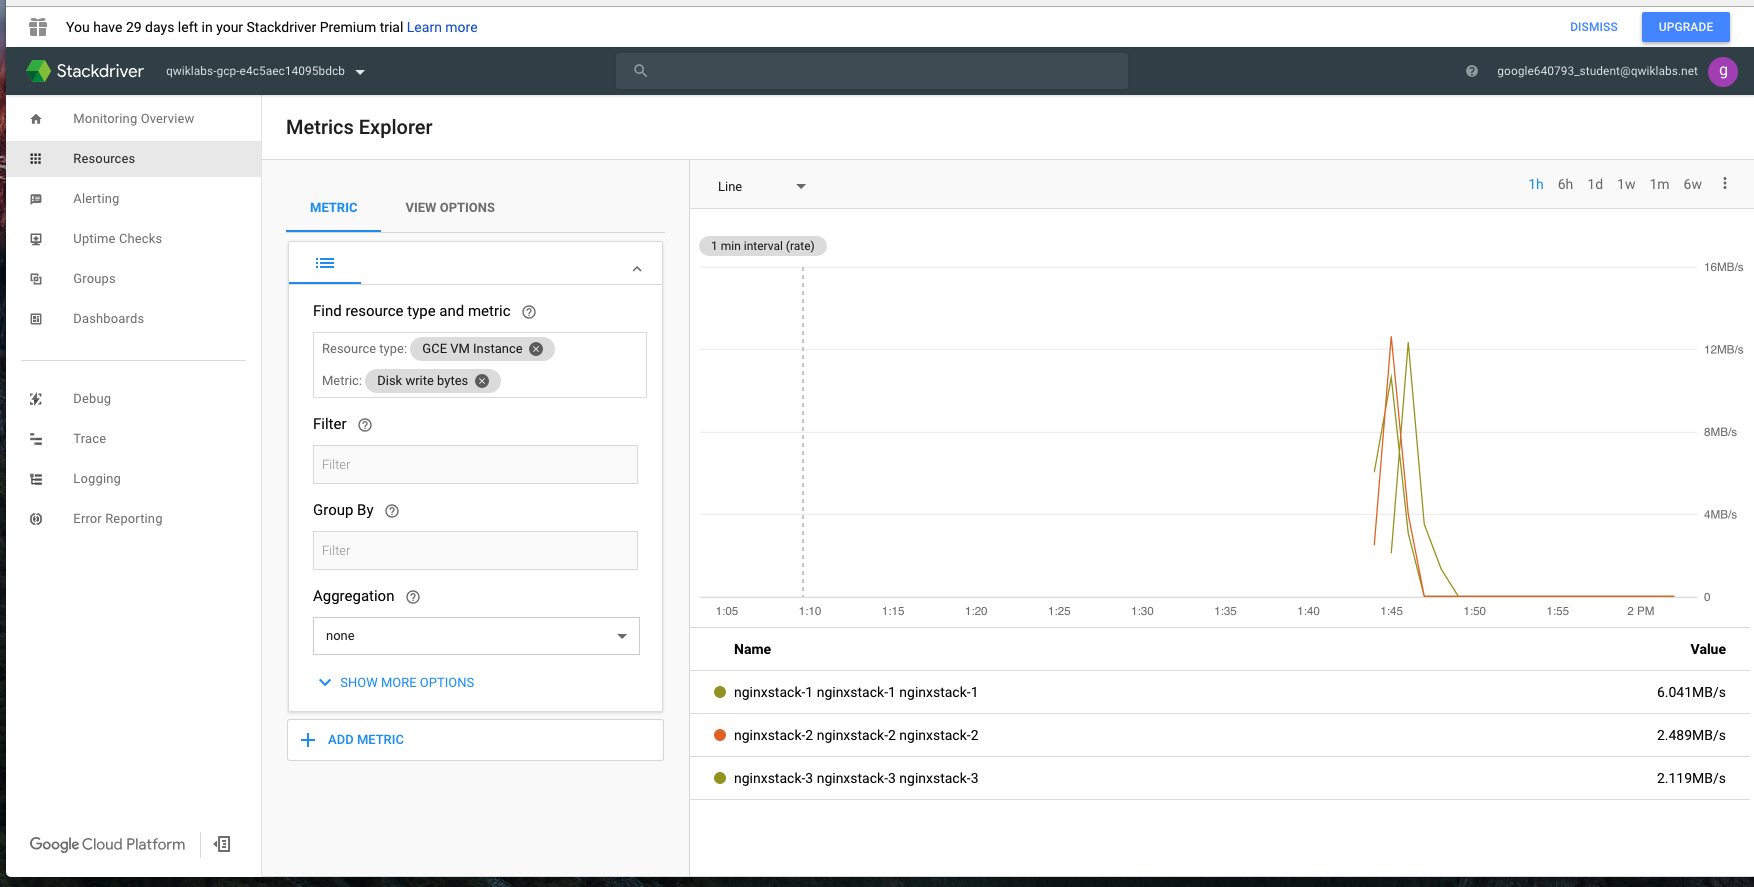 You have 29 days left in your Stackdriver Premium trial Learn more
DISMISS
UPGRADE
Stackdriver
qwiklabs-gcp-e4c5aec14095bdcb
google640793_student@qwiklabs.net
g
Monitoring Overview
Resources
Alerting
Uptime Checks
Groups
Dashboards
Debug
Trace
Logging
Error Reporting
Google Cloud Platform
Metrics Explorer
METRIC
VIEW OPTIONS
Find resource type and metric
Resource type: GCE VM Instance
Metric: Disk write bytes
Filter
Filter
Group By
Filter
Aggregation
none
SHOW MORE OPTIONS
ADD METRIC
Line
1h 6h 1d 1w 1m 6w
1 min interval (rate)
16MB/s
12MB/s
8MB/s
4MB/s
0
1:05 1:10 1:15 1:20 1:25 1:30 1:35 1:40 1:45 1:50 1:55 2 PM
Name Value
nginxstack-1 nginxstack-1 nginxstack-1 6.041MB/s
nginxstack-2 nginxstack-2 nginxstack-2 2.489MB/s
nginxstack-3 nginxstack-3 nginxstack-3 2.119MB/s